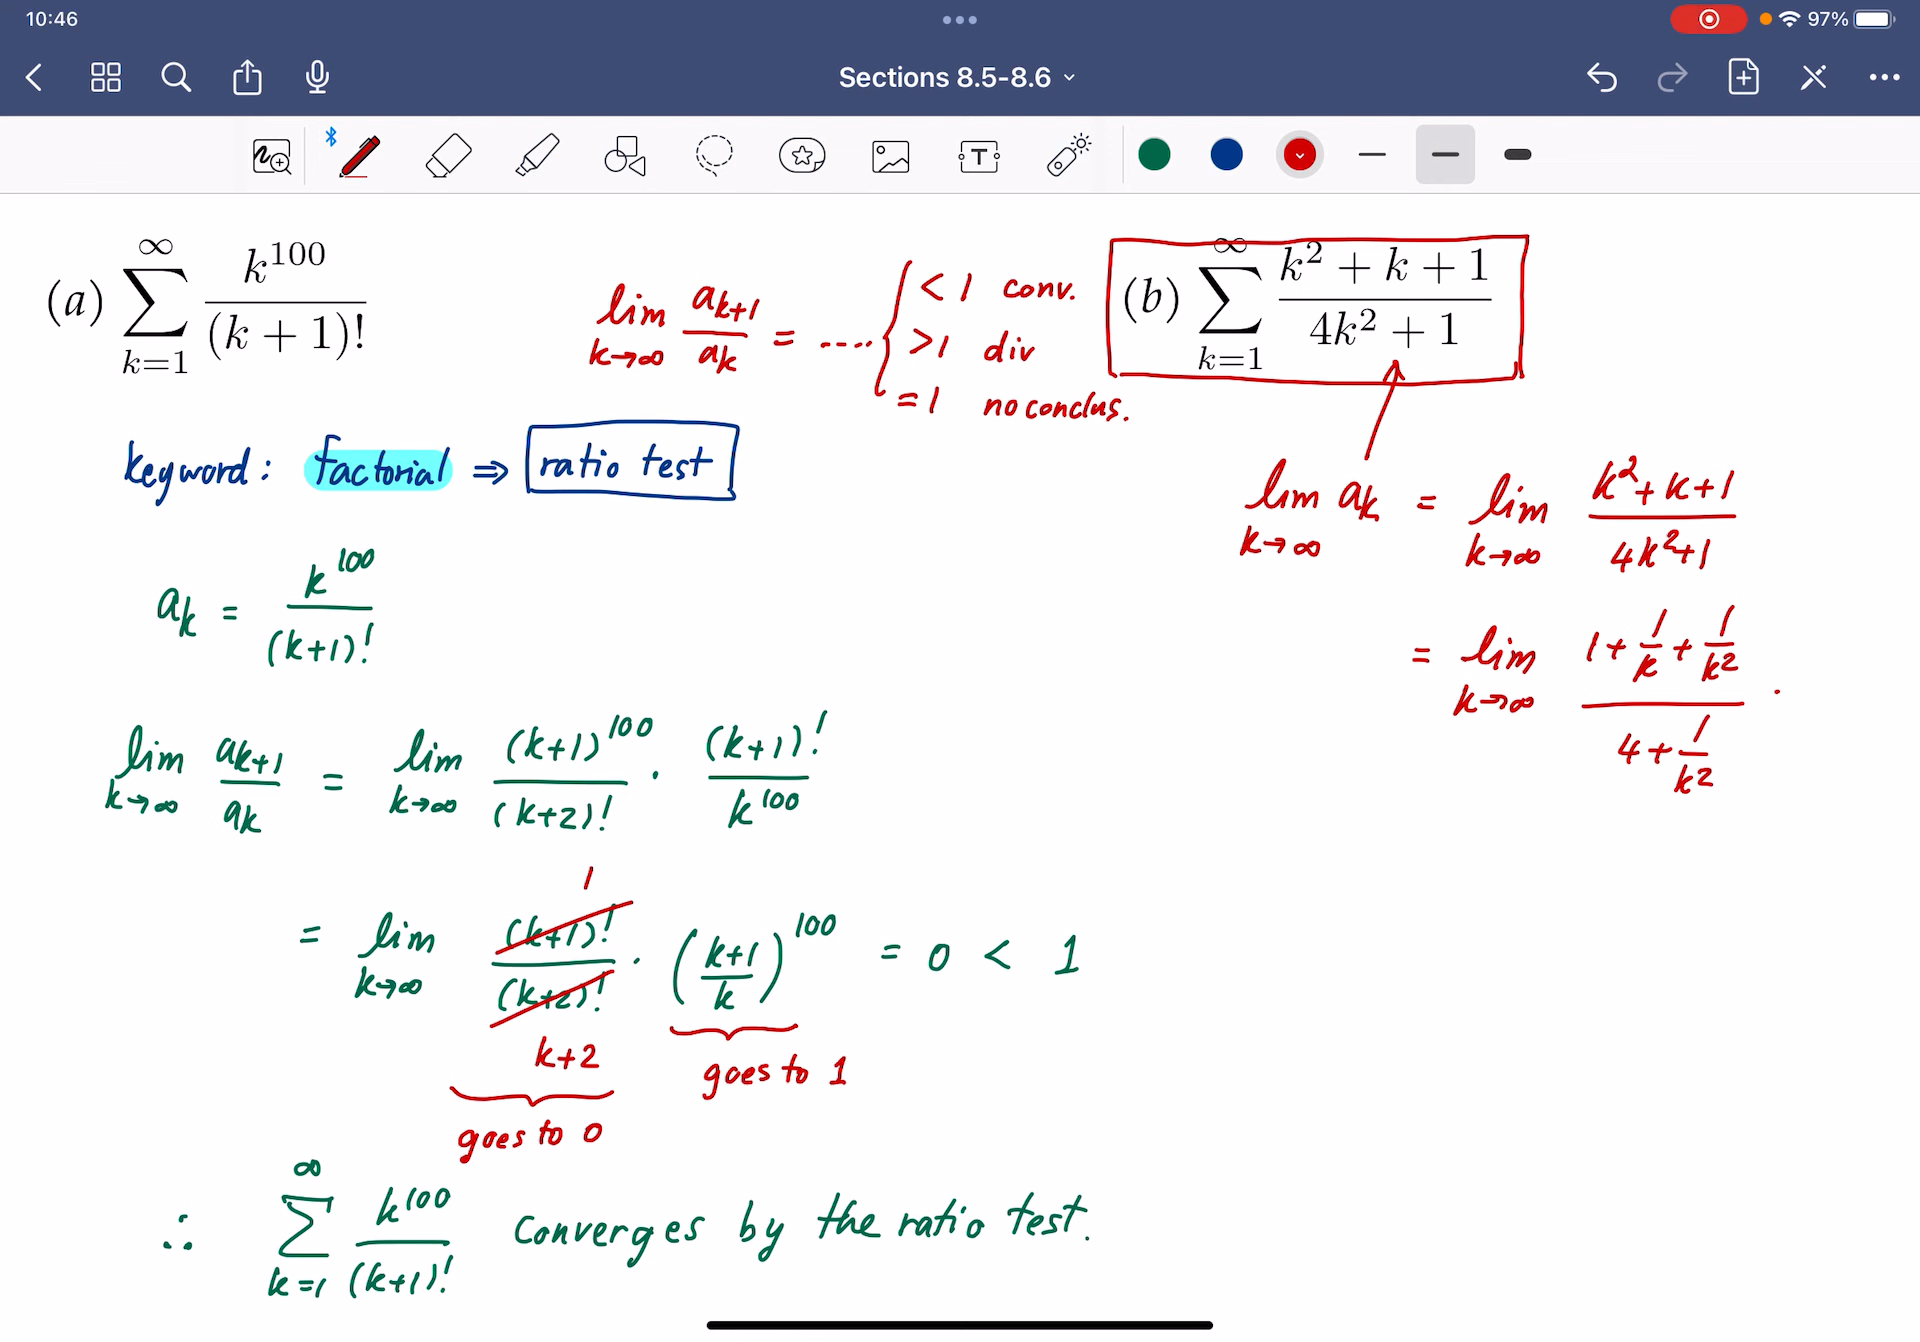 10:46
97%
Sections 8.5-8.6
(a) ∑_{k=1}^{∞} k^{100} / (k + 1)!
lim_{k→∞} a_{k+1} / a_k = .... { < 1 conv.
> 1 div
= 1 no conclus.
(b) ∑_{k=1}^{∞} (k^2 + k + 1) / (4k^2 + 1)
keyword: factorial ⇒ ratio test
a_k = k^{100} / (k+1)!
lim_{k→∞} a_{k+1} / a_k = lim_{k→∞} (k+1)^{100} / (k+2)! · (k+1)! / k^{100}
1
= lim_{k→∞} (k+1)! / (k+2)! · ((k+1) / k)^{100} = 0 < 1
k+2
goes to 1
goes to 0
∴ ∑_{k=1}^{∞} k^{100} / (k+1)! converges by the ratio test.
lim_{k→∞} a_k = lim_{k→∞} (k^2 + k + 1) / (4k^2 + 1)
= lim_{k→∞} (1 + 1/k + 1/k^2) / (4 + 1/k^2) .